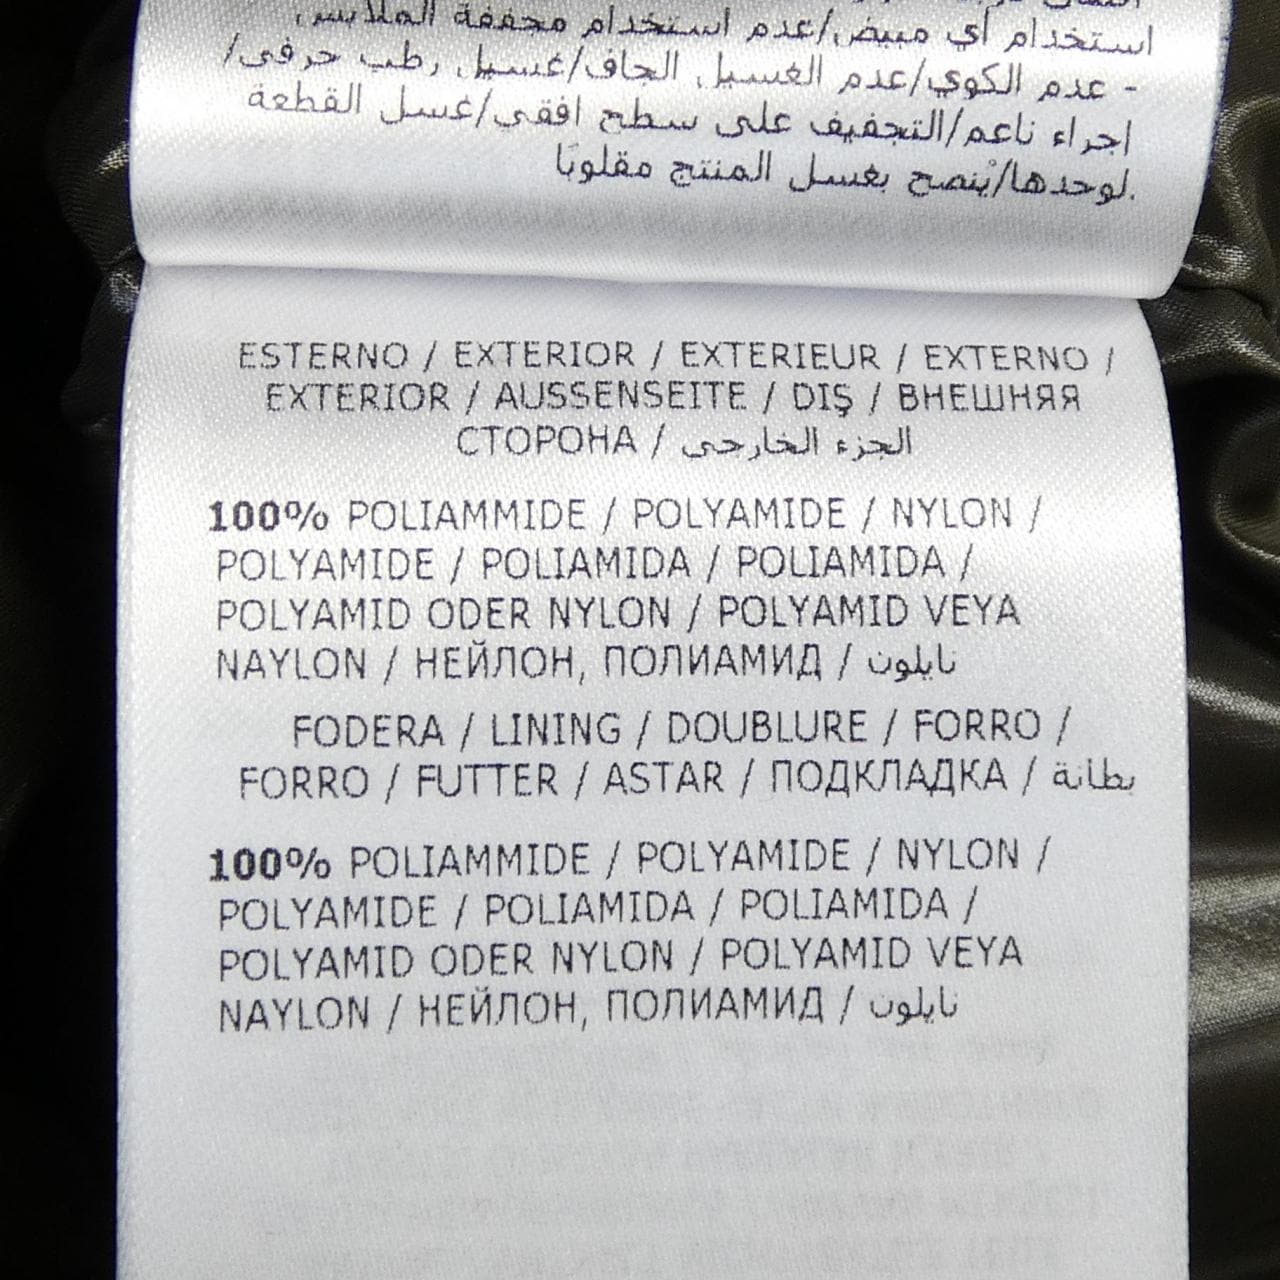 استخدام أي مبيض/عدم استخدام مجففة الملابس
- عدم الكوي/عدم الغسيل الجاف/غسيل رطب حرفي/
اجراء ناعم/التجفيف على سطح افقي/غسل القطعة
لوحدها/يُنصح بغسل المنتج مقلوبًا.
ESTERNO / EXTERIOR / EXTERIEUR / EXTERNO /
EXTERIOR / AUSSENSEITE / DIŞ / ВНЕШНЯЯ
СТОРОНА / الجزء الخارجي
100% POLIAMMIDE / POLYAMIDE / NYLON /
POLYAMIDE / POLIAMIDA / POLIAMIDA /
POLYAMID ODER NYLON / POLYAMID VEYA
NAYLON / НЕЙЛОН, ПОЛИАМИД / نايلون
FODERA / LINING / DOUBLURE / FORRO /
FORRO / FUTTER / ASTAR / ПОДКЛАДКА / بطانة
100% POLIAMMIDE / POLYAMIDE / NYLON /
POLYAMIDE / POLIAMIDA / POLIAMIDA /
POLYAMID ODER NYLON / POLYAMID VEYA
NAYLON / НЕЙЛОН, ПОЛИАМИД / نايلون